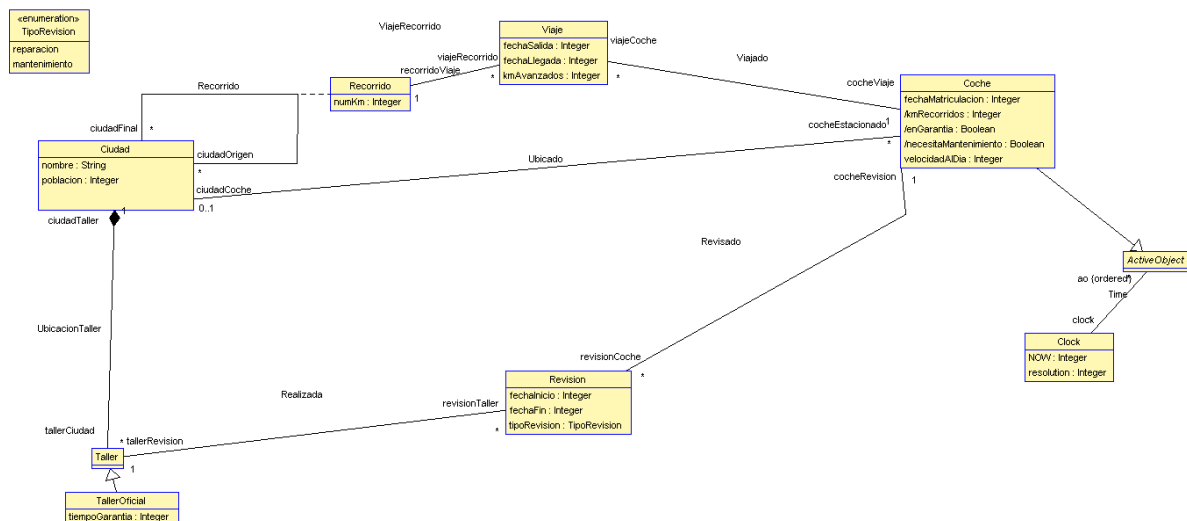 «enumeration»
TipoRevision
reparacion
mantenimiento
ViajeRecorrido
Viaje
fechaSalida : Integer
fechaLlegada : Integer
kmAvanzados : Integer
viajeCoche
*
viajeRecorrido
*
recorridoViaje
Viajado
Recorrido
Recorrido
numKm : Integer
1
cocheViaje
1
Coche
fechaMatriculacion : Integer
/kmRecorridos : Integer
/enGarantia : Boolean
/necesitaMantenimiento : Boolean
velocidadAlDia : Integer
cocheEstacionado
*
ciudadFinal
*
ciudadOrigen
*
Ciudad
nombre : String
poblacion : Integer
Ubicado
ciudadCoche
0..1
cocheRevision
1
1
ciudadTaller
Revisado
ActiveObject
ao {ordered}
*
Time
clock
Clock
NOW : Integer
resolution : Integer
UbicacionTaller
revisionCoche
*
Revision
fechaInicio : Integer
fechaFin : Integer
tipoRevision : TipoRevision
Realizada
revisionTaller
*
tallerCiudad
*
tallerRevision
1
Taller
TallerOficial
tiempoGarantia : Integer